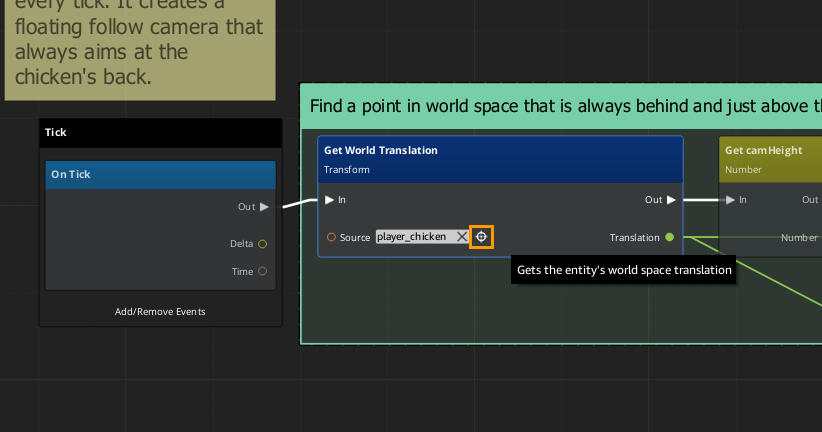 every tick. It creates a
floating follow camera that
always aims at the
chicken's back.
Find a point in world space that is always behind and just above
Tick
On Tick
Out
Delta
Time
Add/Remove Events
Get World Translation
Transform
In
Out
Source
player_chicken
Translation
Gets the entity's world space translation
Get camHeight
Number
In
Out
Number